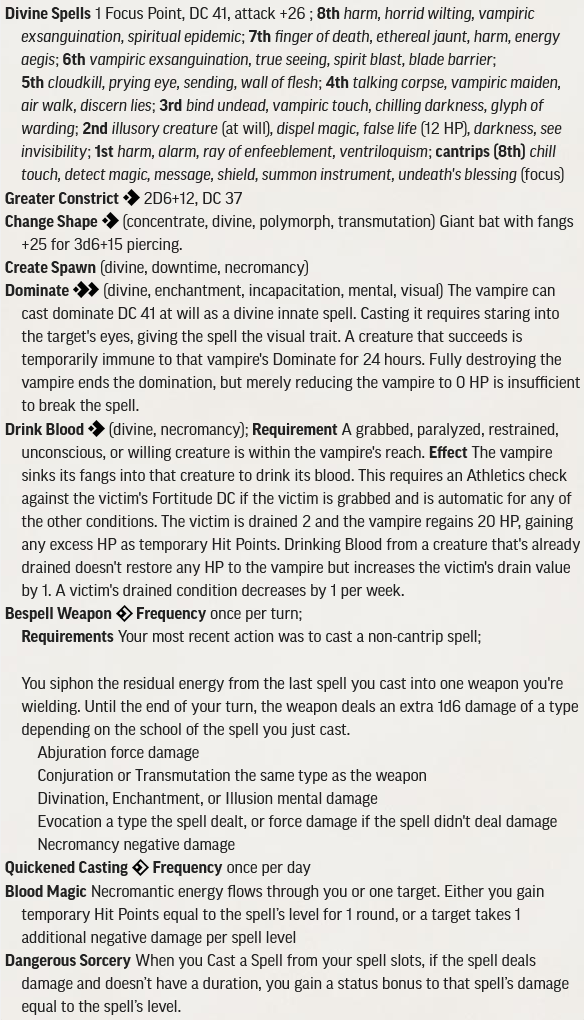 Divine Spells 1 Focus Point, DC 41, attack +26 ; 8th harm, horrid wilting, vampiric
exsanguination, spiritual epidemic; 7th finger of death, ethereal jaunt, harm, energy
aegis; 6th vampiric exsanguination, true seeing, spirit blast, blade barrier;
5th cloudkill, prying eye, sending, wall of flesh; 4th talking corpse, vampiric maiden,
air walk, discern lies; 3rd bind undead, vampiric touch, chilling darkness, glyph of
warding; 2nd illusory creature (at will), dispel magic, false life (12 HP), darkness, see
invisibility; 1st harm, alarm, ray of enfeeblement, ventriloquism; cantrips (8th) chill
touch, detect magic, message, shield, summon instrument, undeath's blessing (focus)
Greater Constrict 2D6+12, DC 37
Change Shape (concentrate, divine, polymorph, transmutation) Giant bat with fangs
+25 for 3d6+15 piercing.
Create Spawn (divine, downtime, necromancy)
Dominate (divine, enchantment, incapacitation, mental, visual) The vampire can
cast dominate DC 41 at will as a divine innate spell. Casting it requires staring into
the target's eyes, giving the spell the visual trait. A creature that succeeds is
temporarily immune to that vampire's Dominate for 24 hours. Fully destroying the
vampire ends the domination, but merely reducing the vampire to 0 HP is insufficient
to break the spell.
Drink Blood (divine, necromancy); Requirement A grabbed, paralyzed, restrained,
unconscious, or willing creature is within the vampire's reach. Effect The vampire
sinks its fangs into that creature to drink its blood. This requires an Athletics check
against the victim's Fortitude DC if the victim is grabbed and is automatic for any of
the other conditions. The victim is drained 2 and the vampire regains 20 HP, gaining
any excess HP as temporary Hit Points. Drinking Blood from a creature that's already
drained doesn't restore any HP to the vampire but increases the victim's drain value
by 1. A victim's drained condition decreases by 1 per week.
Bespell Weapon Frequency once per turn;
Requirements Your most recent action was to cast a non-cantrip spell;
You siphon the residual energy from the last spell you cast into one weapon you're
wielding. Until the end of your turn, the weapon deals an extra 1d6 damage of a type
depending on the school of the spell you just cast.
Abjuration force damage
Conjuration or Transmutation the same type as the weapon
Divination, Enchantment, or Illusion mental damage
Evocation a type the spell dealt, or force damage if the spell didn't deal damage
Necromancy negative damage
Quickened Casting Frequency once per day
Blood Magic Necromantic energy flows through you or one target. Either you gain
temporary Hit Points equal to the spell's level for 1 round, or a target takes 1
additional negative damage per spell level
Dangerous Sorcery When you Cast a Spell from your spell slots, if the spell deals
damage and doesn't have a duration, you gain a status bonus to that spell's damage
equal to the spell's level.